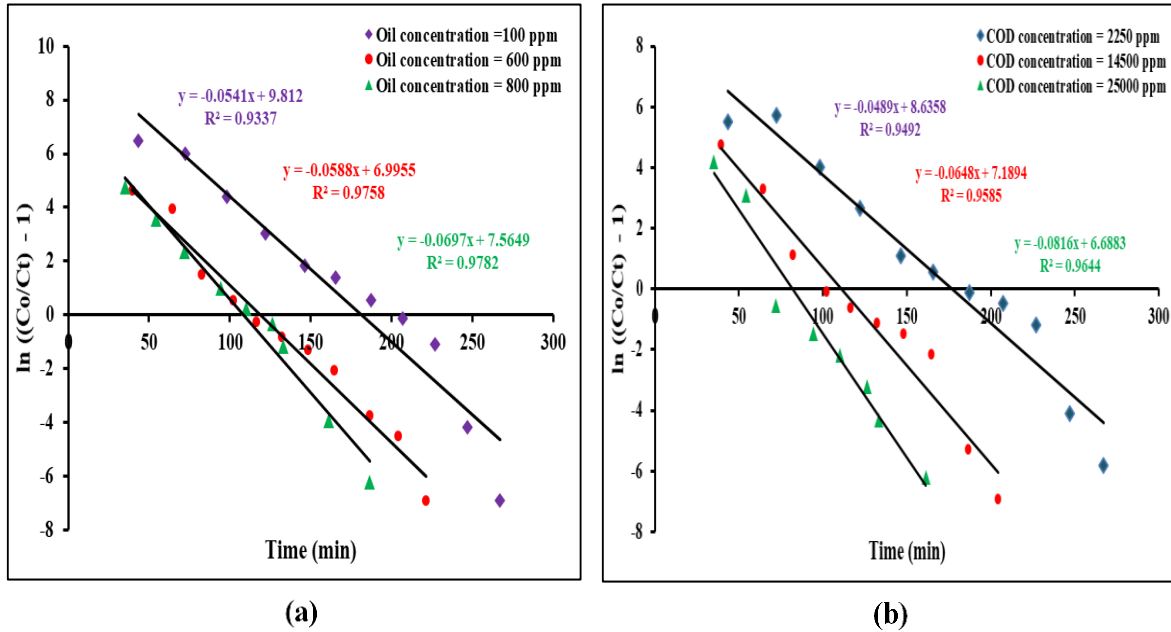 Oil concentration =100 ppm
Oil concentration = 600 ppm
Oil concentration = 800 ppm
y = -0.0541x + 9.812
R² = 0.9337
y = -0.0588x + 6.9955
R² = 0.9758
y = -0.0697x + 7.5649
R² = 0.9782
10
8
6
4
2
0
-2
-4
-6
-8
0
50
100
150
200
250
300
ln ((Co/Ct) - 1)
Time (min)
(a)
COD concentration = 2250 ppm
COD concentration = 14500 ppm
COD concentration = 25000 ppm
y = -0.0489x + 8.6358
R² = 0.9492
y = -0.0648x + 7.1894
R² = 0.9585
y = -0.0816x + 6.6883
R² = 0.9644
8
6
4
2
0
-2
-4
-6
-8
0
50
100
150
200
250
300
ln ((Co/Ct) - 1)
Time (min)
(b)